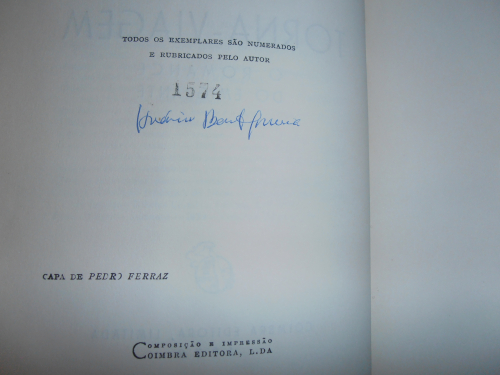 TODOS OS EXEMPLARES SÃO NUMERADOS
E RUBRICADOS PELO AUTOR
1574
CAPA DE PEDRO FERRAZ
COMPOSIÇÃO E IMPRESSÃO
COIMBRA EDITORA, L.DA